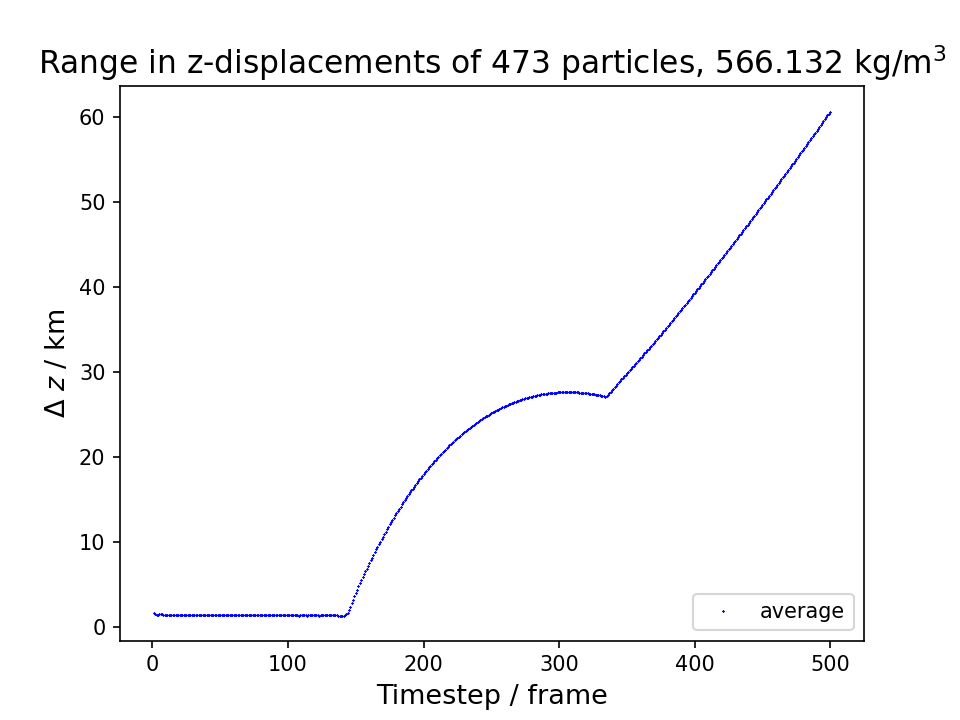 Range in z-displacements of 473 particles, 566.132 kg/m³
60
50
40
30
20
10
0
Δ z / km
average
0 100 200 300 400 500
Timestep / frame